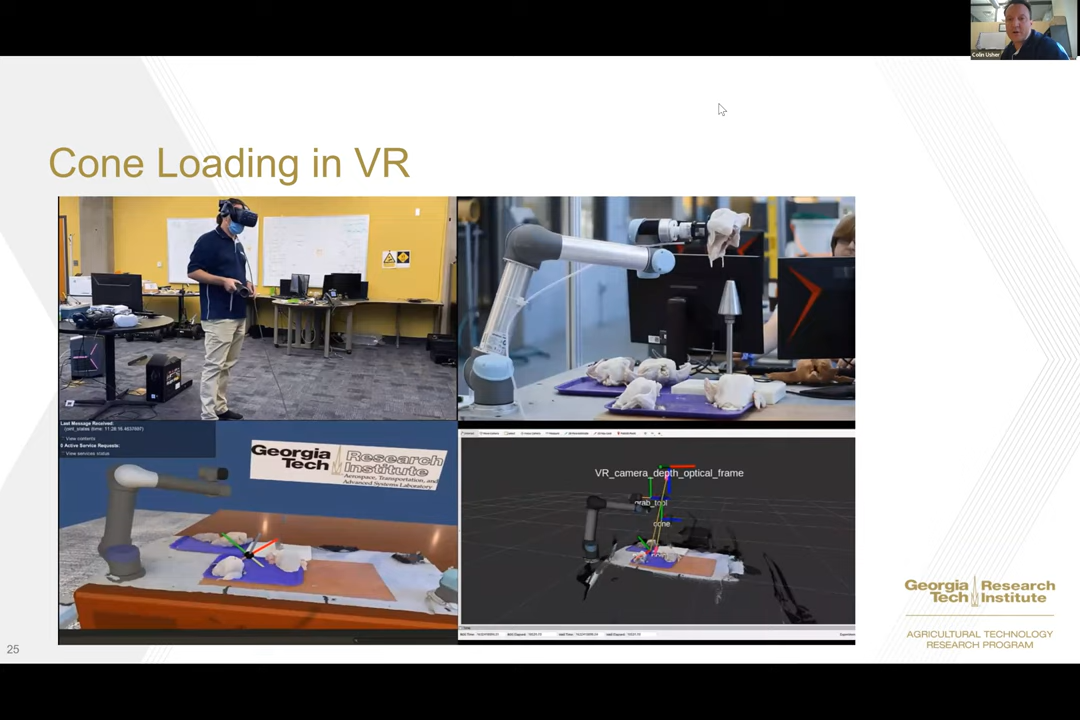 Colin Usher
Cone Loading in VR
Last Message Received:
View contents
0 Active Service Requests:
View services status
Georgia Tech Research Institute
Aerospace, Transportation, and
Advanced Systems Laboratory
VR_camera_depth_optical_frame
grab_tool
cone
Georgia Tech Research Institute
AGRICULTURAL TECHNOLOGY
RESEARCH PROGRAM
25